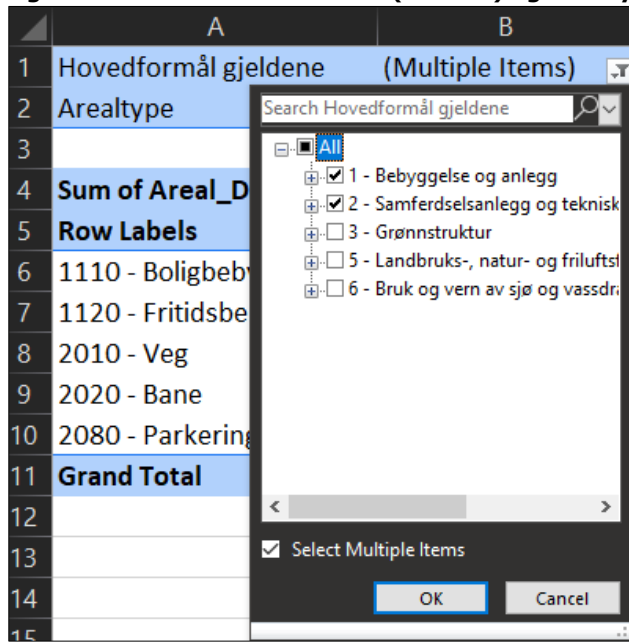 A B
1 Hovedformål gjeldene (Multiple Items)
2 Arealtype
Search Hovedformål gjeldene
3
All
1 - Bebyggelse og anlegg
4 Sum of Areal_D
2 - Samferdselsanlegg og teknisk
5 Row Labels
3 - Grønnstruktur
5 - Landbruks-, natur- og friluftsf
6 1110 - Boligbeby
6 - Bruk og vern av sjø og vassdra
7 1120 - Fritidsbe
8 2010 - Veg
9 2020 - Bane
10 2080 - Parkering
11 Grand Total
12
13 Select Multiple Items
14 OK Cancel
15